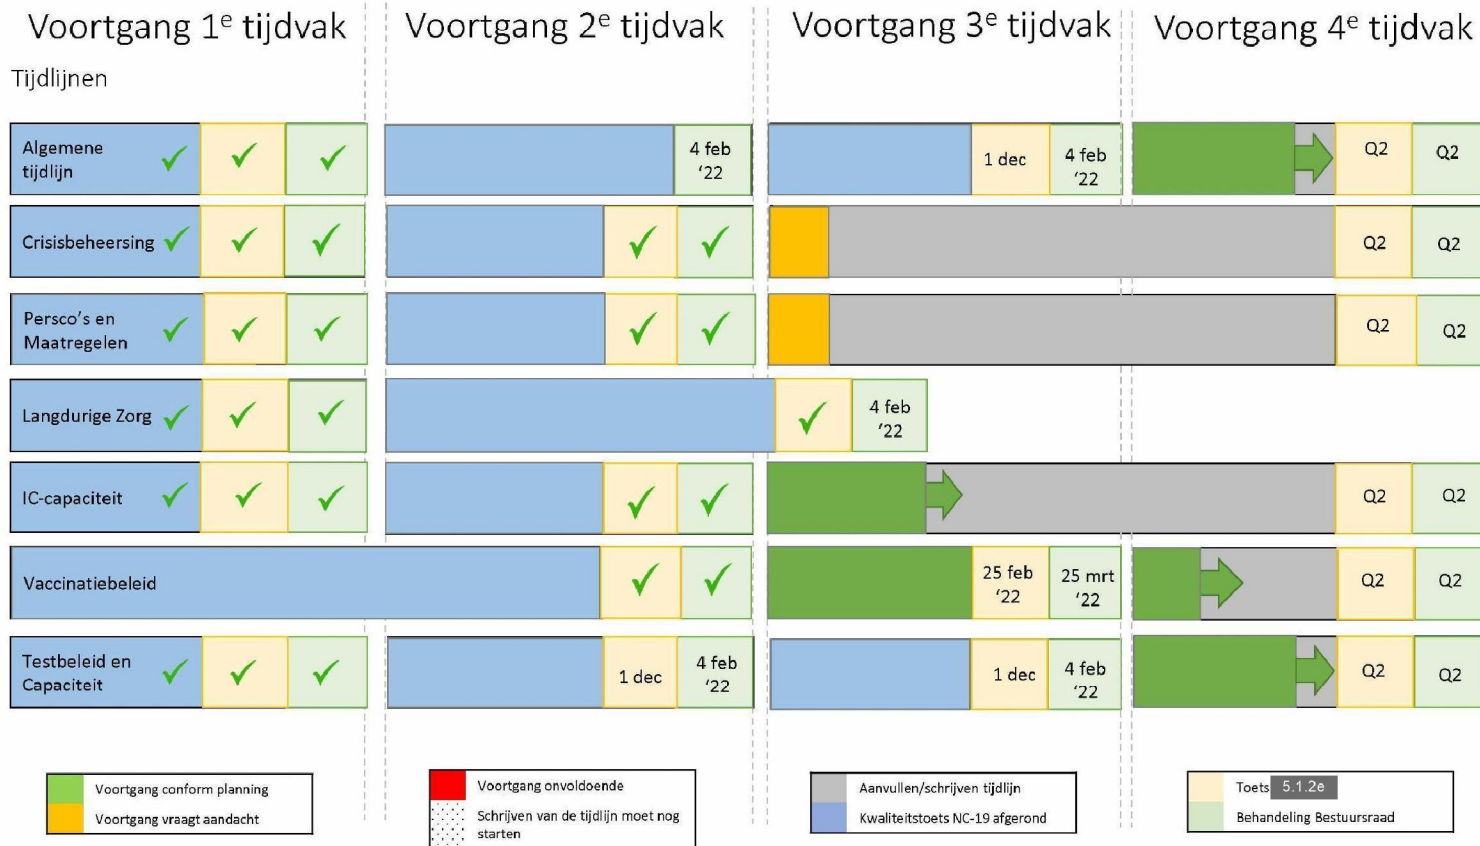 Voortgang 1e tijdvak
Voortgang 2e tijdvak
Voortgang 3e tijdvak
Voortgang 4e tijdvak
Tijdlijnen
Algemene
tijdlijn
4 feb
'22
1 dec
4 feb
'22
Q2
Q2
Crisisbeheersing
Q2
Q2
Persco's en
Maatregelen
Q2
Q2
Langdurige Zorg
4 feb
'22
IC-capaciteit
Q2
Q2
Vaccinatiebeleid
25 feb
'22
25 mrt
'22
Q2
Q2
Testbeleid en
Capaciteit
1 dec
4 feb
'22
1 dec
4 feb
'22
Q2
Q2
Voortgang conform planning
Voortgang vraagt aandacht
Voortgang onvoldoende
Schrijven van de tijdlijn moet nog
starten
Aanvullen/schrijven tijdlijn
Kwaliteitstoets NC-19 afgerond
Toets 5.1.2e
Behandeling Bestuursraad